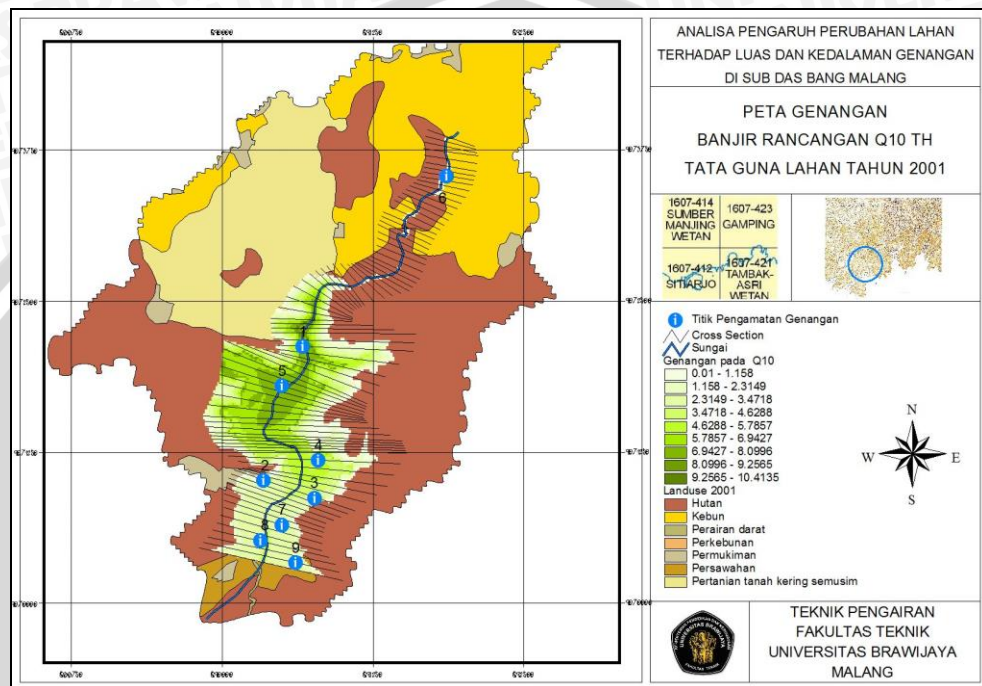 ANALISA PENGARUH PERUBAHAN LAHAN
TERHADAP LUAS DAN KEDALAMAN GENANGAN
DI SUB DAS BANG MALANG
PETA GENANGAN
BANJIR RANCANGAN Q10 TH
TATA GUNA LAHAN TAHUN 2001
1607-414
SUMBER
MANJING
WETAN
1607-423
GAMPING
1607-412
SITIARJO
1607-421
TAMBAK-
ASRI
WETAN
Titik Pengamatan Genangan
Cross Section
Sungai
Genangan pada Q10
0.01 - 1.158
1.158 - 2.3149
2.3149 - 3.4718
3.4718 - 4.6288
4.6288 - 5.7857
5.7857 - 6.9427
6.9427 - 8.0996
8.0996 - 9.2565
9.2565 - 10.4135
Landuse 2001
Hutan
Kebun
Perairan darat
Perkebunan
Permukiman
Persawahan
Pertanian tanah kering semusim
N
W
E
S
TEKNIK PENGAIRAN
FAKULTAS TEKNIK
UNIVERSITAS BRAWIJAYA
MALANG
UNIVERSITAS
BRAWIJAYA
6
1
5
4
2
3
7
8
9